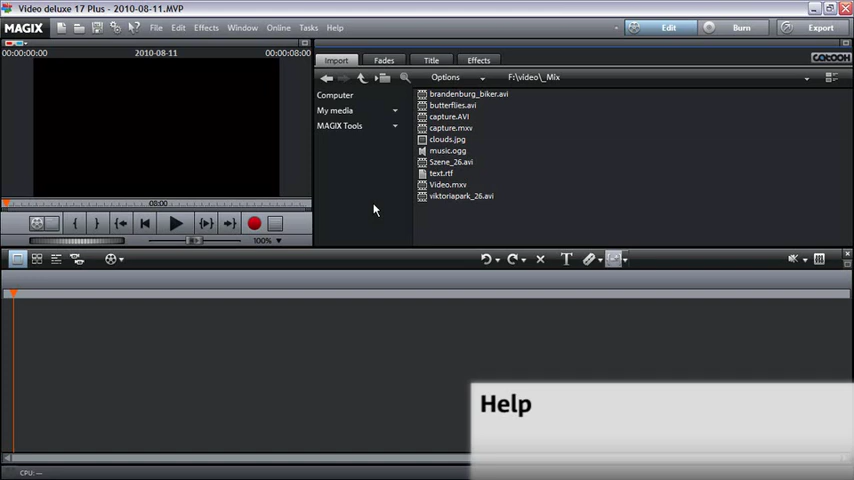 Video deluxe 17 Plus - 2010-08-11.MVP
MAGIX
File Edit Effects Window Online Tasks Help
Edit Burn Export
00:00:00:00 2010-08-11 00:00:08:00
Import Fades Title Effects
Options F:\video\_Mix
Computer
My media
MAGIX Tools
brandenburg_biker.avi
butterflies.avi
capture.AVI
capture.mxv
clouds.jpg
music.ogg
Szene_26.avi
text.rtf
Video.mxv
viktoriapark_26.avi
08:00
100%
Help
CPU: --